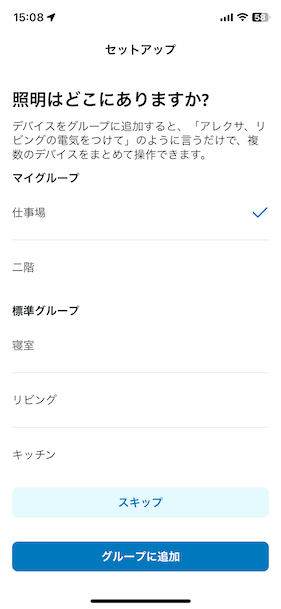 15:08
58
セットアップ
照明はどこにありますか?
デバイスをグループに追加すると、「アレクサ、リ
ビングの電気をつけて」のように言うだけで、複
数のデバイスをまとめて操作できます。
マイグループ
仕事場
二階
標準グループ
寝室
リビング
キッチン
スキップ
グループに追加